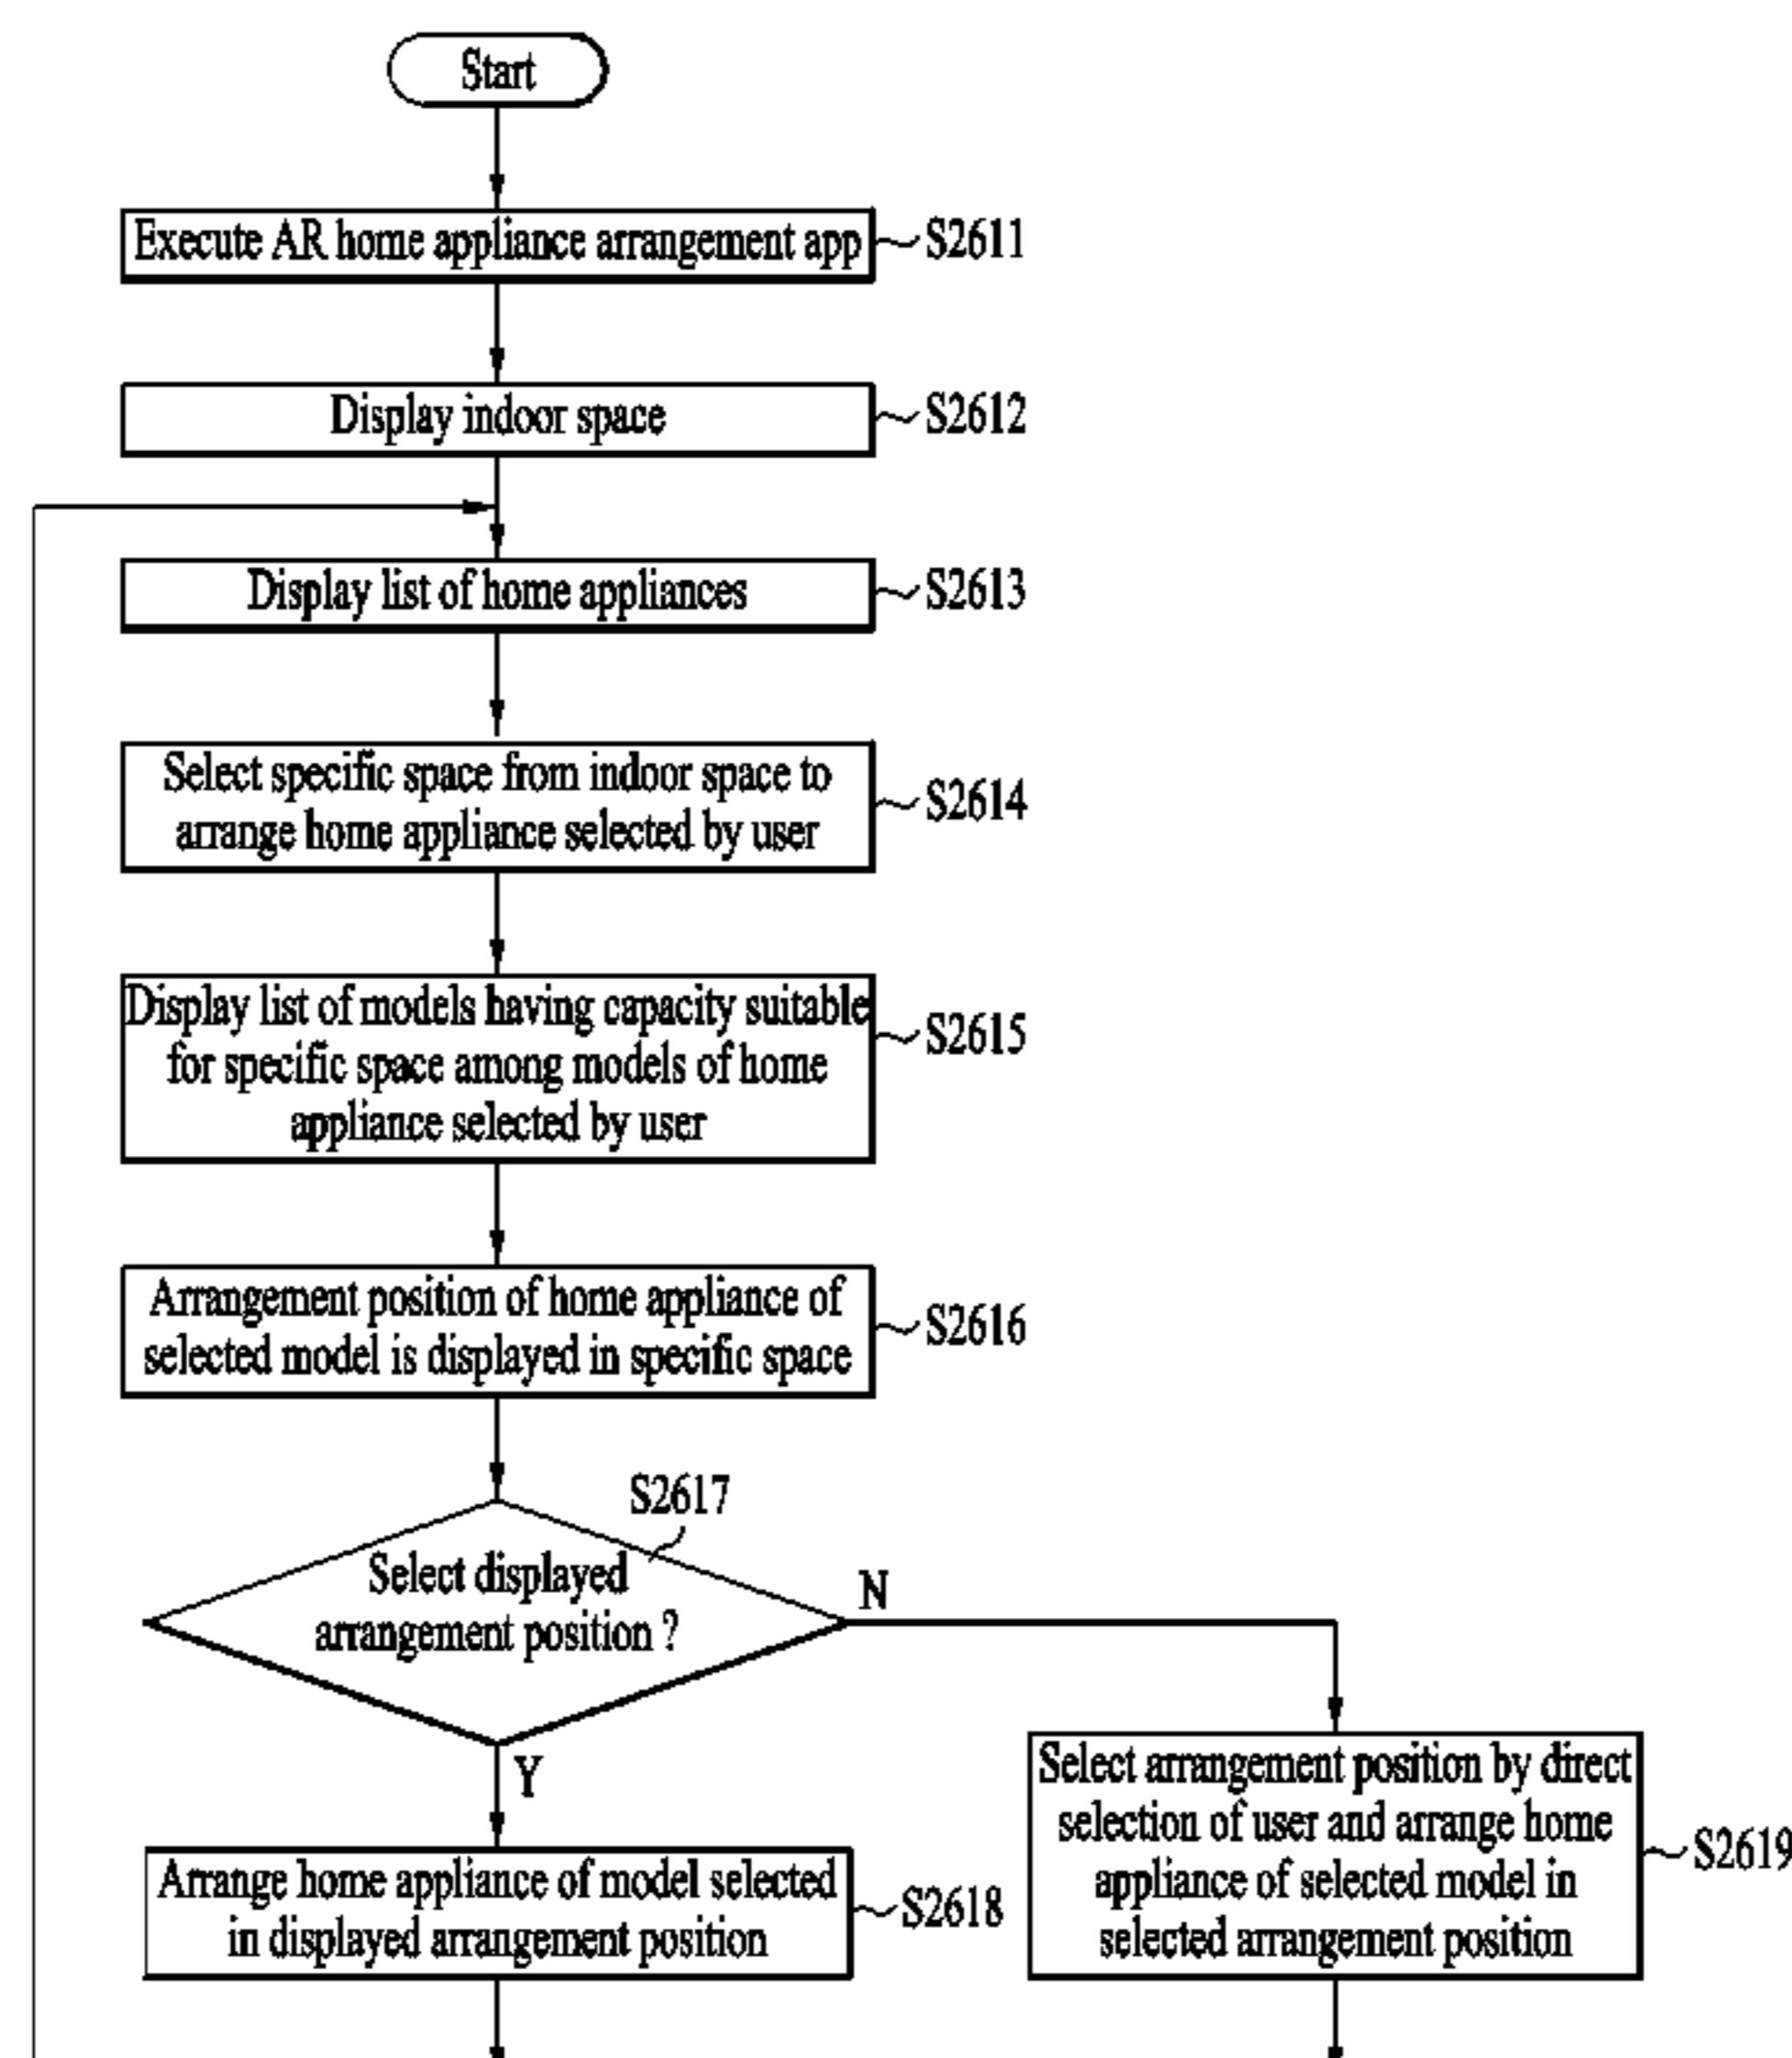 Start
Execute AR home appliance arrangement app
S2611
Display indoor space
S2612
Display list of home appliances
S2613
Select specific space from indoor space to
arrange home appliance selected by user
S2614
Display list of models having capacity suitable
for specific space among models of home
appliance selected by user
S2615
Arrangement position of home appliance of
selected model is displayed in specific space
S2616
S2617
Select displayed
arrangement position ?
N
Y
Arrange home appliance of model selected
in displayed arrangement position
S2618
Select arrangement position by direct
selection of user and arrange home
appliance of selected model in
selected arrangement position
S2619